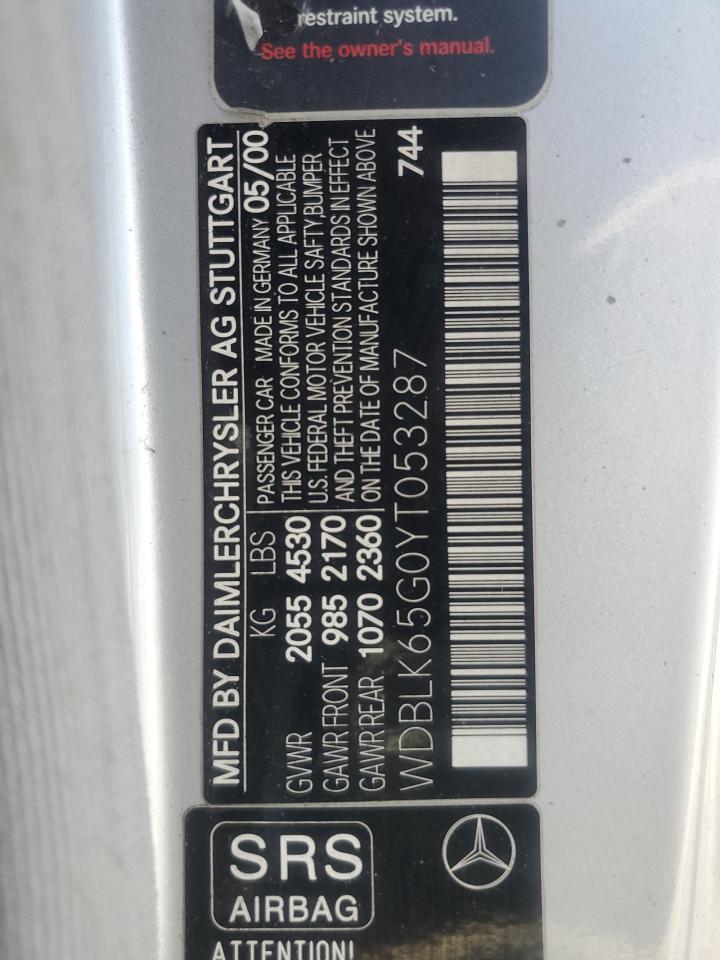 restraint system.
See the owner's manual.
MFD BY DAIMLERCHRYSLER AG STUTTGART
KG LBS
GVWR 2055 4530
GAWR FRONT 985 2170
GAWR REAR 1070 2360
PASSENGER CAR MADE IN GERMANY 05/00
THIS VEHICLE CONFORMS TO ALL APPLICABLE
U.S. FEDERAL MOTOR VEHICLE SAFTY,BUMPER
AND THEFT PREVENTION STANDARDS IN EFFECT
ON THE DATE OF MANUFACTURE SHOWN ABOVE
WDBLK65G0YT053287 744
SRS
AIRBAG
ATTENTION!